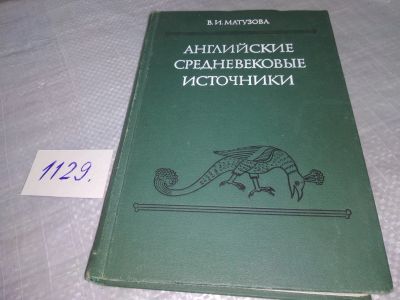 В. И. МАТУЗОВА
АНГЛИЙСКИЕ
СРЕДНЕВЕКОВЫЕ
ИСТОЧНИКИ
1129.